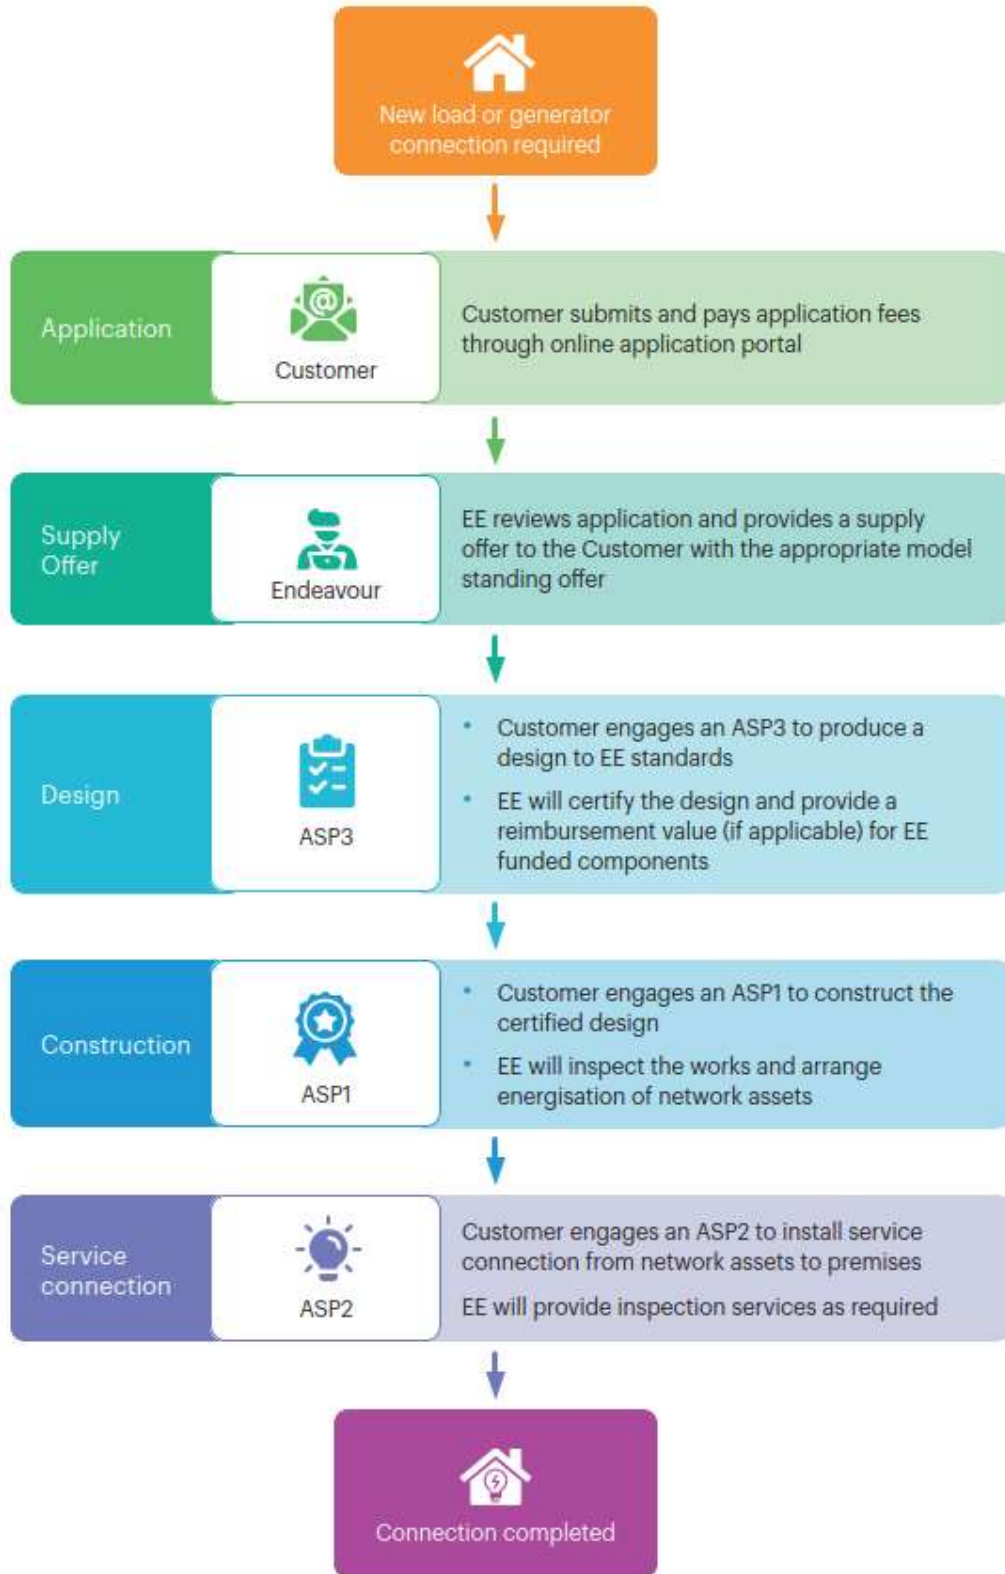 New load or generator
connection required
Application
@
Customer
Customer submits and pays application fees
through online application portal
Supply
Offer
Endeavour
EE reviews application and provides a supply
offer to the Customer with the appropriate model
standing offer
Design
ASP3
• Customer engages an ASP3 to produce a
design to EE standards
• EE will certify the design and provide a
reimbursement value (if applicable) for EE
funded components
Construction
ASP1
• Customer engages an ASP1 to construct the
certified design
• EE will inspect the works and arrange
energisation of network assets
Service
connection
ASP2
Customer engages an ASP2 to install service
connection from network assets to premises
EE will provide inspection services as required
Connection completed